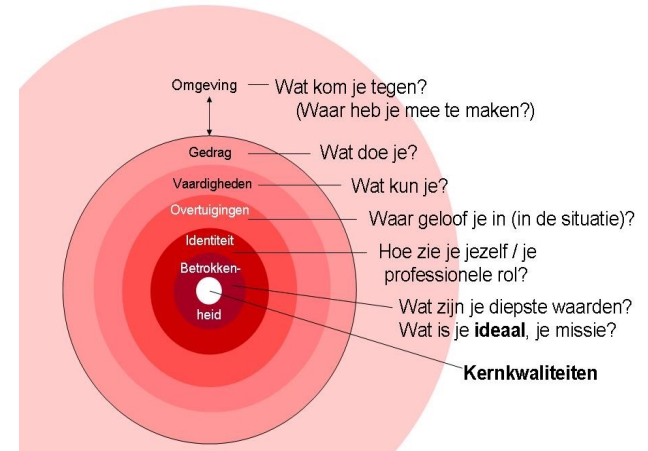 Omgeving
Wat kom je tegen?
(Waar heb je mee te maken?)
Gedrag
Wat doe je?
Vaardigheden
Wat kun je?
Overtuigingen
Waar geloof je in (in de situatie)?
Identiteit
Hoe zie je jezelf / je
professionele rol?
Betrokken-
heid
Wat zijn je diepste waarden?
Wat is je ideaal, je missie?
Kernkwaliteiten